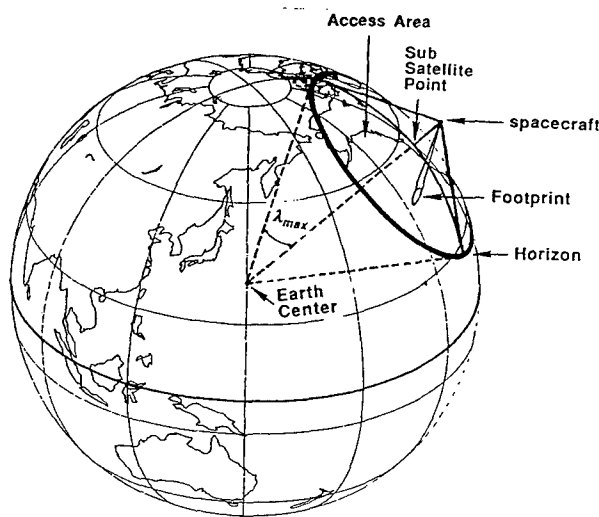 Access Area
Sub
Satellite
Point
spacecraft
Footprint
λmax
Horizon
Earth
Center